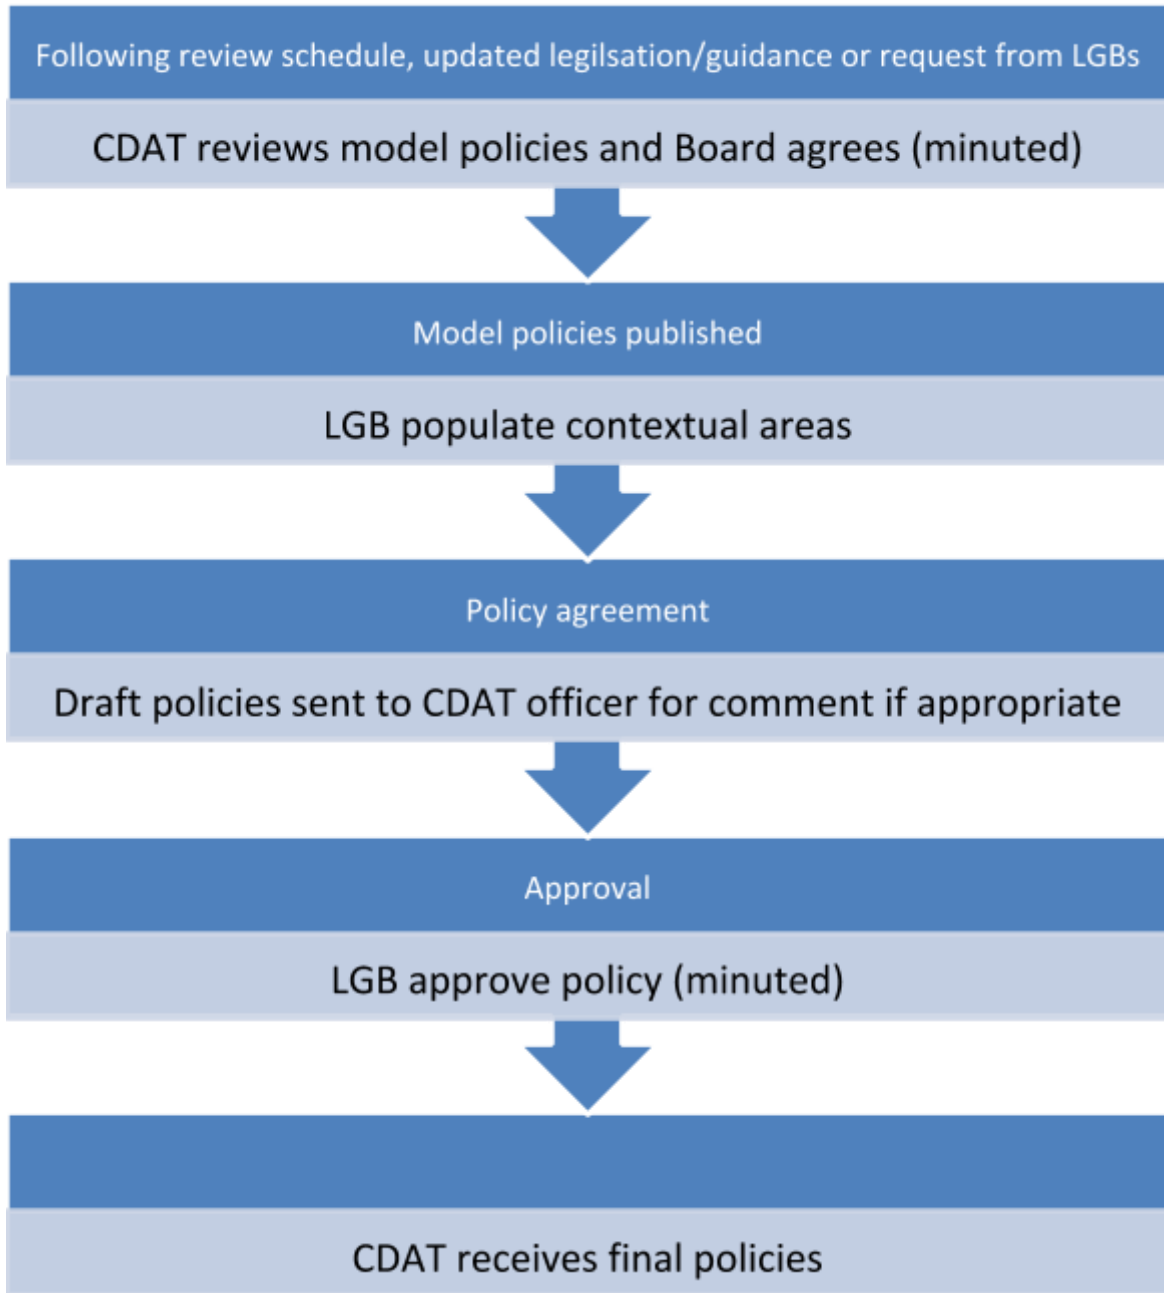 Following review schedule, updated legilsation/guidance or request from LGBs
CDAT reviews model policies and Board agrees (minuted)
Model policies published
LGB populate contextual areas
Policy agreement
Draft policies sent to CDAT officer for comment if appropriate
Approval
LGB approve policy (minuted)
CDAT receives final policies